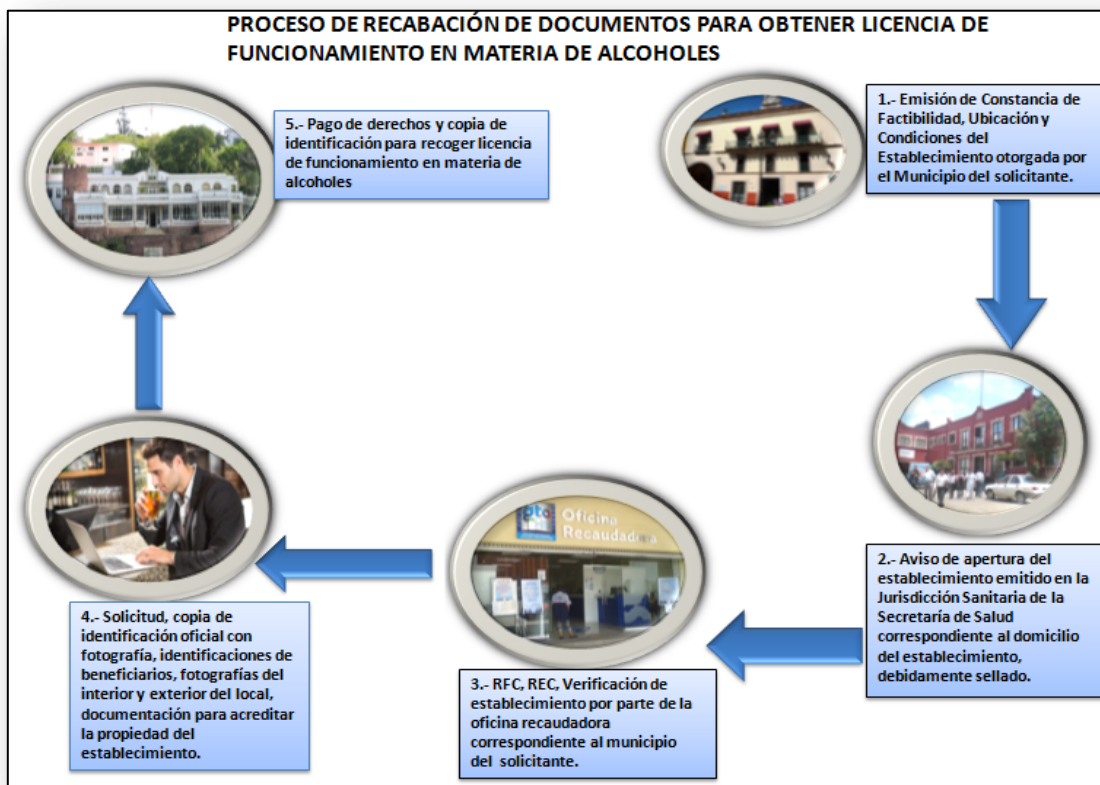 PROCESO DE RECABACIÓN DE DOCUMENTOS PARA OBTENER LICENCIA DE
FUNCIONAMIENTO EN MATERIA DE ALCOHOLES
1.- Emisión de Constancia de
Factibilidad, Ubicación y
Condiciones del
Establecimiento otorgada por
el Municipio del solicitante.
2.- Aviso de apertura del
establecimiento emitido en la
Jurisdicción Sanitaria de la
Secretaría de Salud
correspondiente al domicilio
del establecimiento,
debidamente sellado.
gto
Oficina
Recaudadora
3.- RFC, REC, Verificación de
establecimiento por parte de la
oficina recaudadora
correspondiente al municipio
del solicitante.
4.- Solicitud, copia de
identificación oficial con
fotografía, identificaciones de
beneficiarios, fotografías del
interior y exterior del local,
documentación para acreditar
la propiedad del
establecimiento.
5.- Pago de derechos y copia de
identificación para recoger licencia
de funcionamiento en materia de
alcoholes